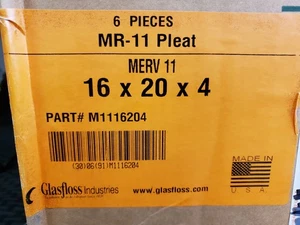 6 PIECES
MR-11 Pleat
MERV 11
16 x 20 x 4
PART# M1116204
(30)06(91)M1116204
MADE IN
U.S.A.
Glasfloss Industries
www.glasfloss.com